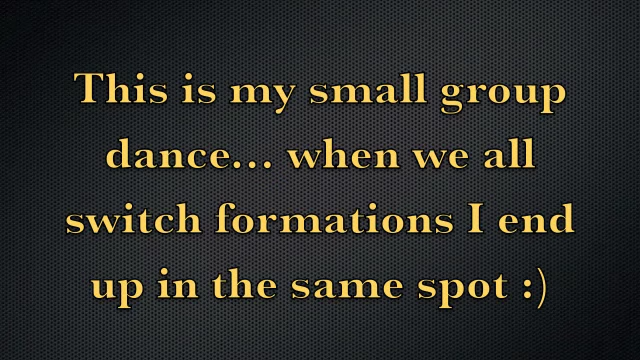 This is my small group
dance... when we all
switch formations I end
up in the same spot :)